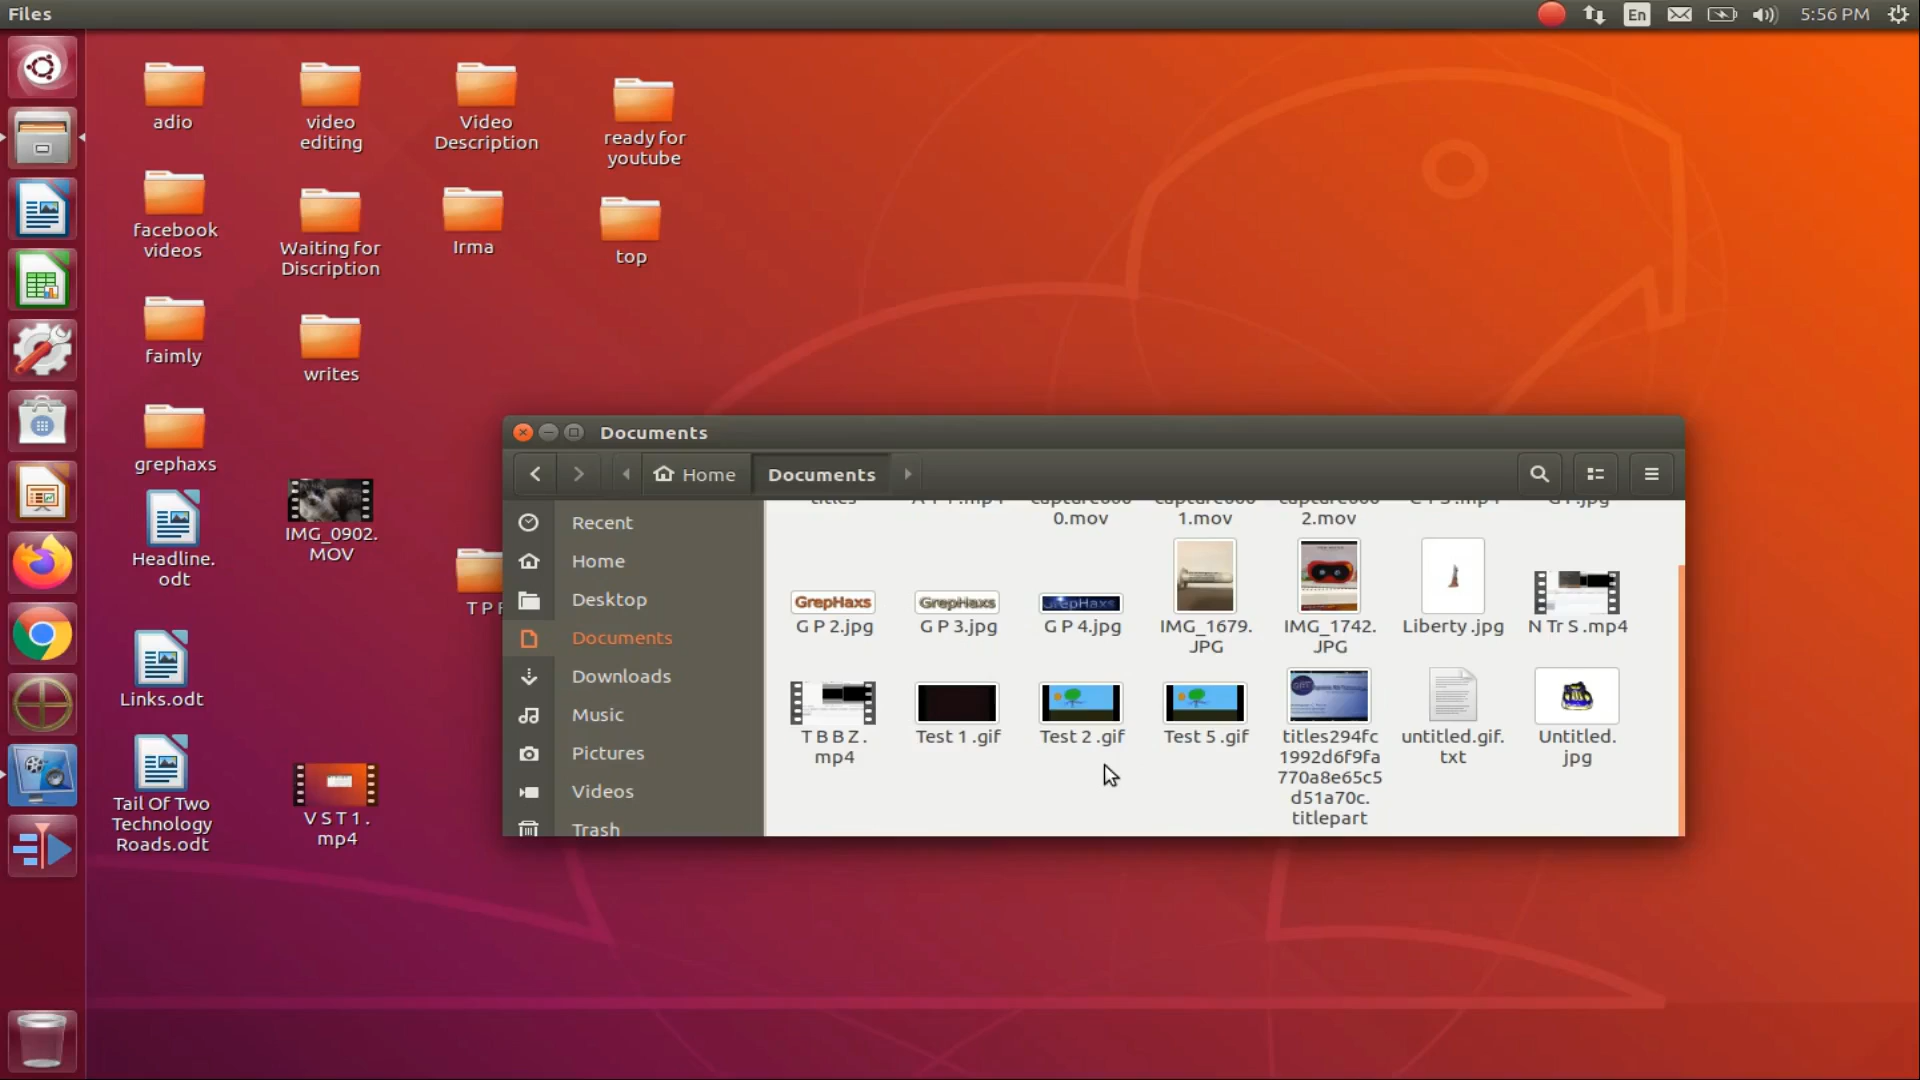 Files
En
5:56 PM
adio
video
editing
Video
Description
ready for
youtube
facebook
videos
Waiting for
Discription
Irma
top
faimly
writes
grephaxs
Headline.
odt
IMG_0902.
MOV
T P F
Links.odt
Tail Of Two
Technology
Roads.odt
V S T 1 .
mp4
Documents
Home
Documents
Recent
Home
Desktop
Documents
Downloads
Music
Pictures
Videos
Trash
0.mov
1.mov
2.mov
GrepHaxs
G P 2.jpg
GrepHaxs
G P 3.jpg
GrepHaxs
G P 4.jpg
IMG_1679.
JPG
IMG_1742.
JPG
Liberty .jpg
N Tr S .mp4
T B B Z .
mp4
Test 1 .gif
Test 2 .gif
Test 5 .gif
titles294fc
1992d6f9fa
770a8e65c5
d51a70c.
titlepart
untitled.gif.
txt
Untitled.
jpg